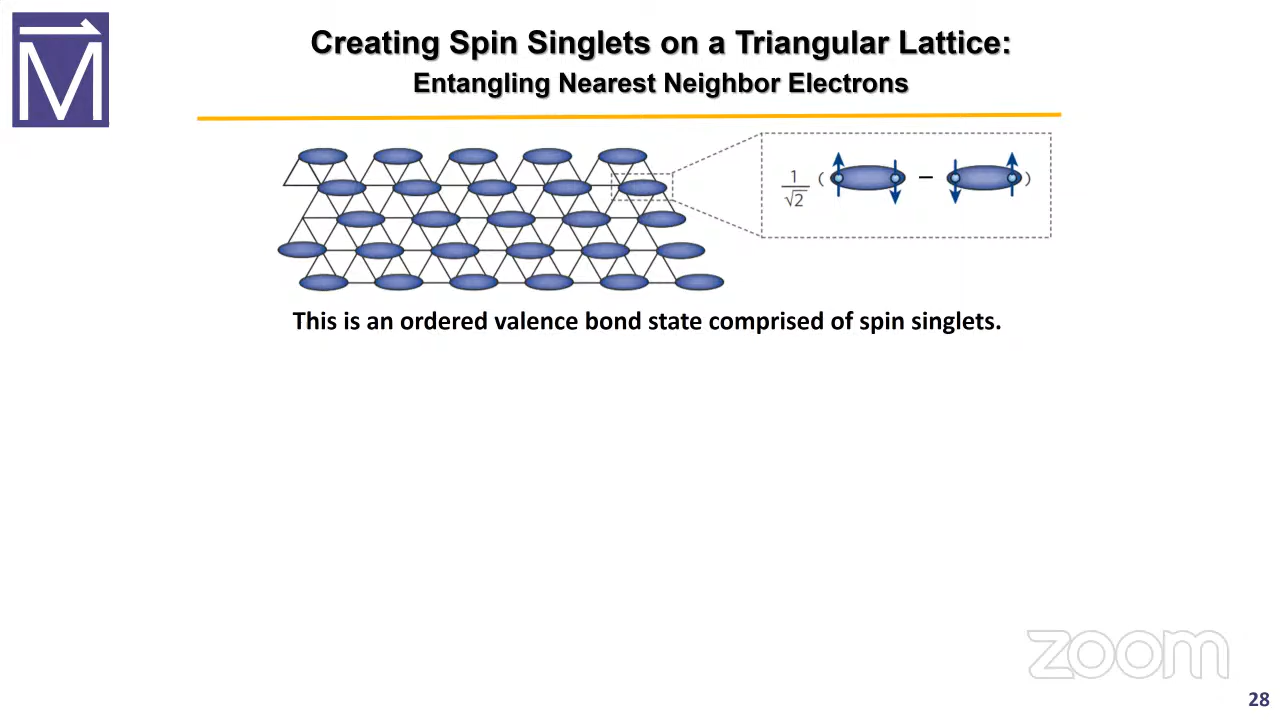 M
Creating Spin Singlets on a Triangular Lattice:
Entangling Nearest Neighbor Electrons
1/√2 ( − )
This is an ordered valence bond state comprised of spin singlets.
zoom
28